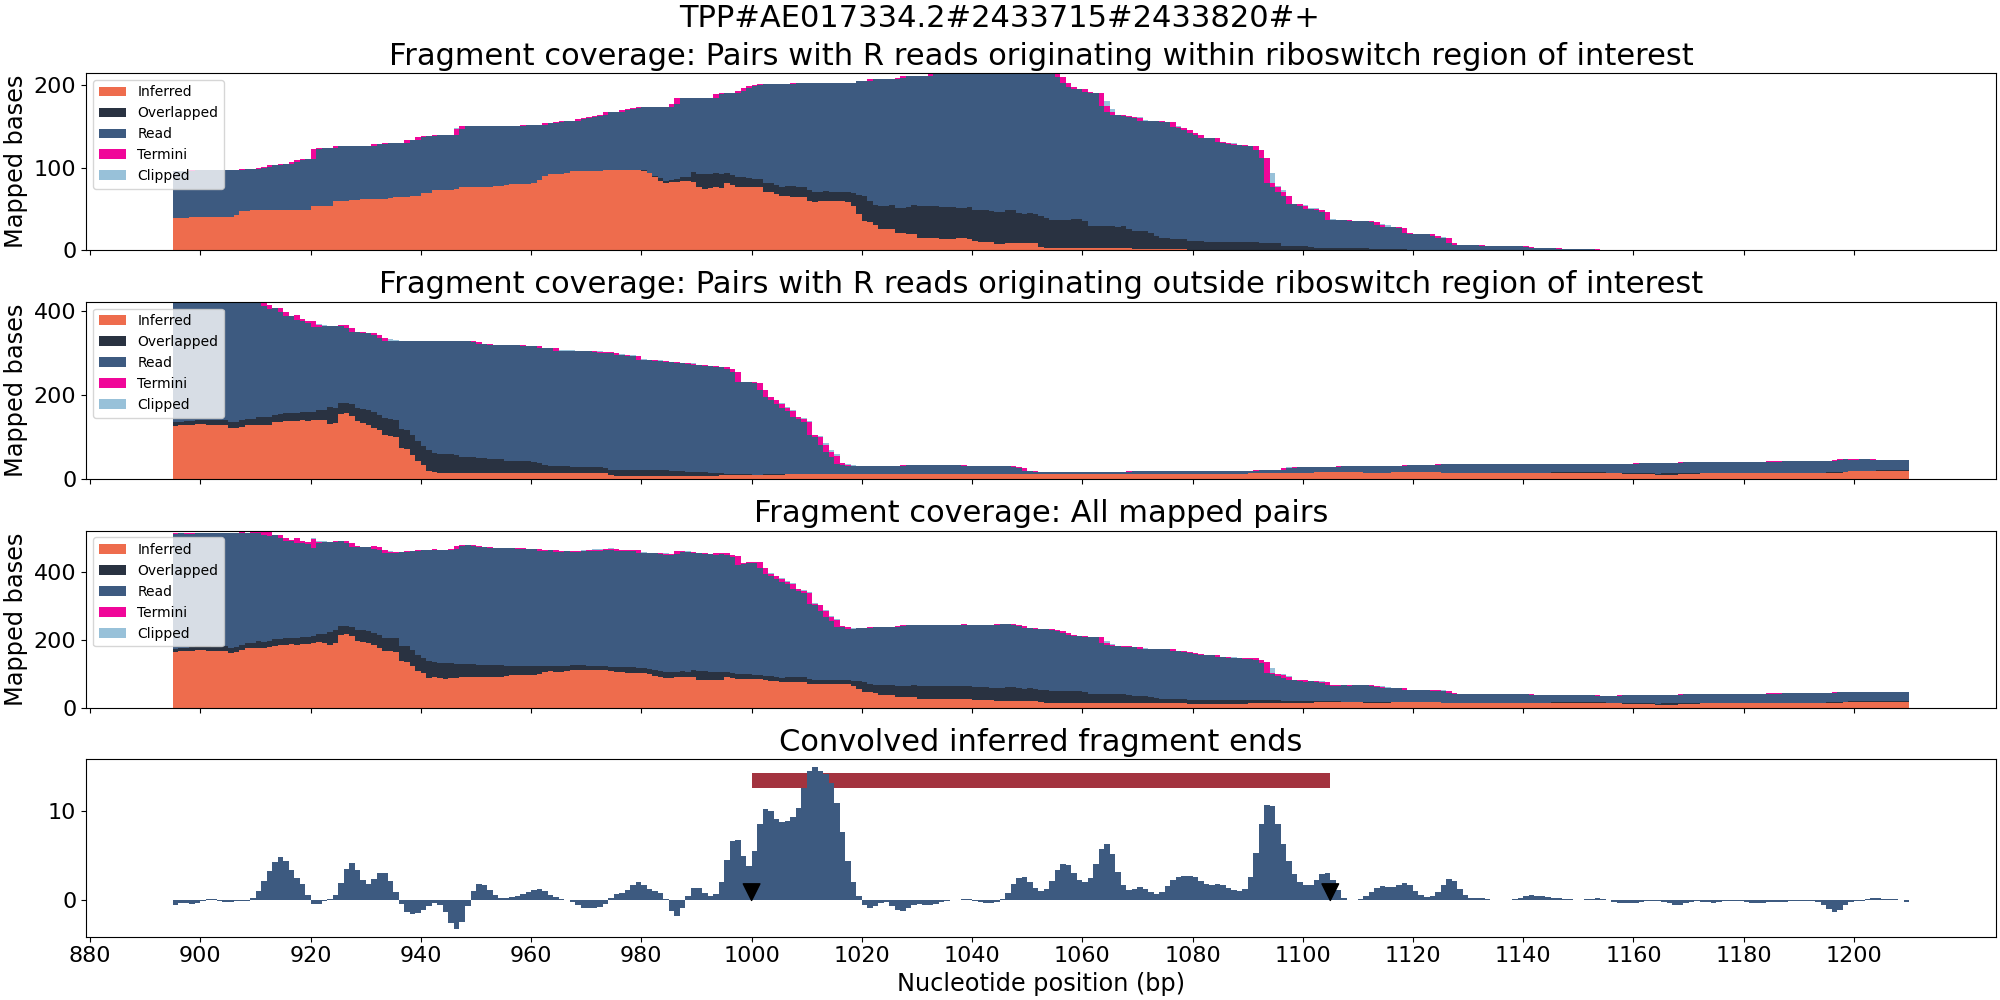 TPP#AE017334.2#2433715#2433820#+
Fragment coverage: Pairs with R reads originating within riboswitch region of interest
Mapped bases
200
100
0
Inferred
Overlapped
Read
Termini
Clipped
Fragment coverage: Pairs with R reads originating outside riboswitch region of interest
Mapped bases
400
200
0
Inferred
Overlapped
Read
Termini
Clipped
Fragment coverage: All mapped pairs
Mapped bases
400
200
0
Inferred
Overlapped
Read
Termini
Clipped
Convolved inferred fragment ends
10
0
880 900 920 940 960 980 1000 1020 1040 1060 1080 1100 1120 1140 1160 1180 1200
Nucleotide position (bp)